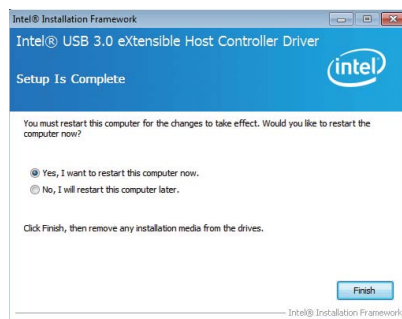 Intel® Installation Framework
Intel® USB 3.0 eXtensible Host Controller Driver
Setup Is Complete
intel
You must restart this computer for the changes to take effect. Would you like to restart the
computer now?
Yes, I want to restart this computer now.
No, I will restart this computer later.
Click Finish, then remove any installation media from the drives.
Finish
Intel® Installation Framework